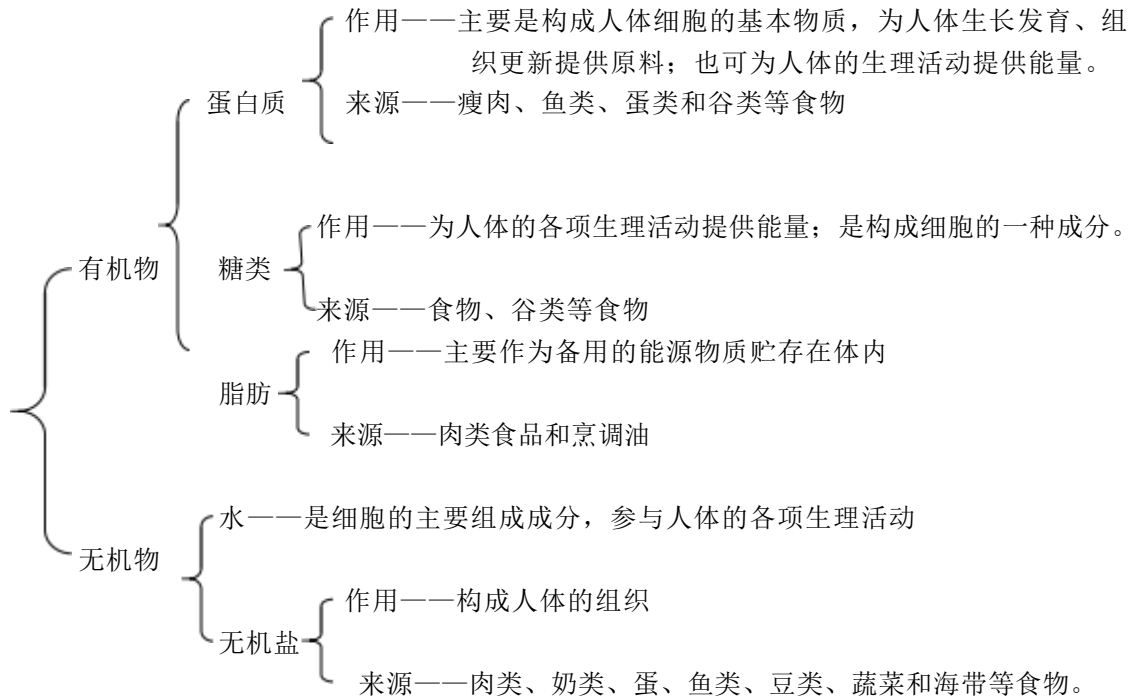 作用——主要是构成人体细胞的基本物质，为人体生长发育、组
织更新提供原料；也可为人体的生理活动提供能量。
蛋白质
来源——瘦肉、鱼类、蛋类和谷类等食物
作用——为人体的各项生理活动提供能量；是构成细胞的一种成分。
有机物
糖类
来源——食物、谷类等食物
作用——主要作为备用的能源物质贮存在体内
脂肪
来源——肉类食品和烹调油
水——是细胞的主要组成成分，参与人体的各项生理活动
无机物
作用——构成人体的组织
无机盐
来源——肉类、奶类、蛋、鱼类、豆类、蔬菜和海带等食物。